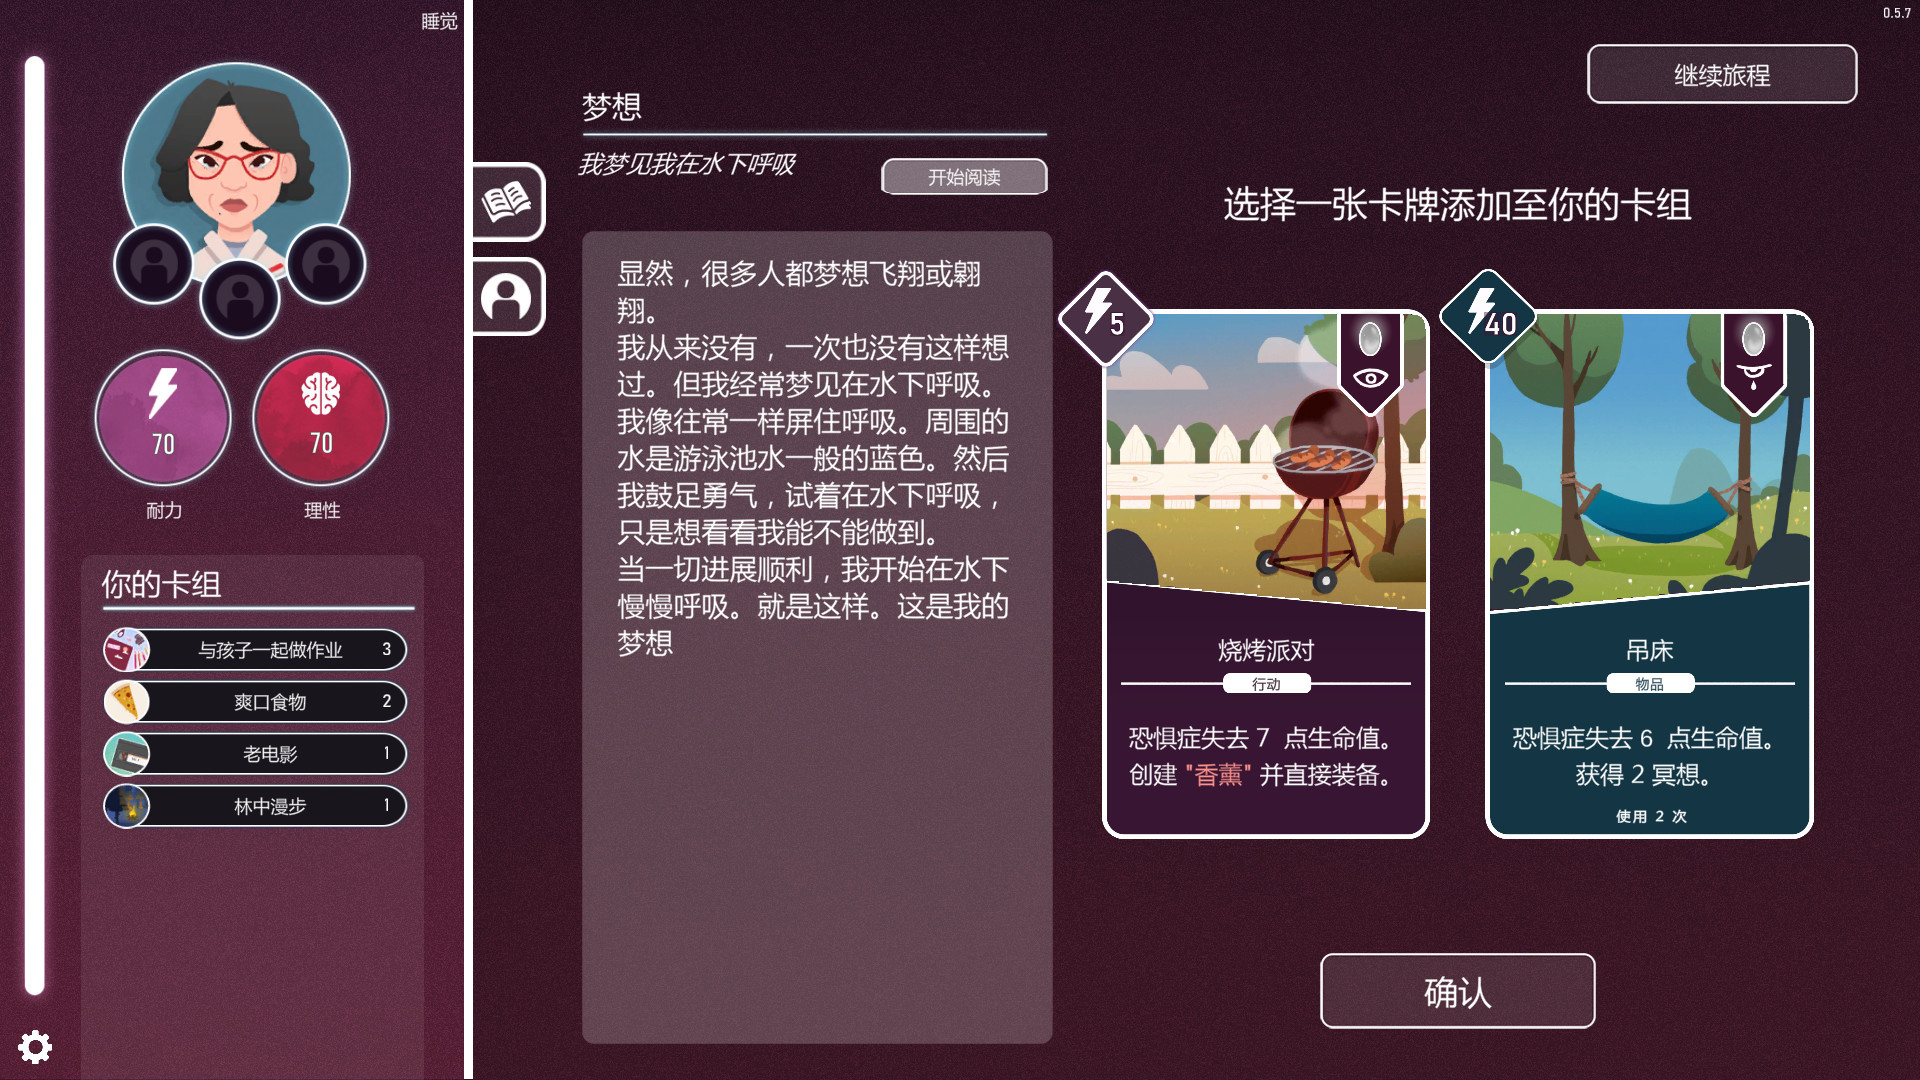 睡觉
0.5.7
继续旅程
梦想
我梦见我在水下呼吸
开始阅读
显然，很多人都梦想飞翔或翱
翔。
我从来没有，一次也没有这样想
过。但我经常梦见在水下呼吸。
我像往常一样屏住呼吸。周围的
水是游泳池水一般的蓝色。然后
我鼓足勇气，试着在水下呼吸，
只是想看看我能不能做到。
当一切进展顺利，我开始在水下
慢慢呼吸。就是这样。这是我的
梦想
70
耐力
70
理性
你的卡组
与孩子一起做作业 3
爽口食物 2
老电影 1
林中漫步 1
选择一张卡牌添加至你的卡组
5
烧烤派对
行动
恐惧症失去 7 点生命值。
创建 "香薰" 并直接装备。
40
吊床
物品
恐惧症失去 6 点生命值。
获得 2 冥想。
使用 2 次
确认